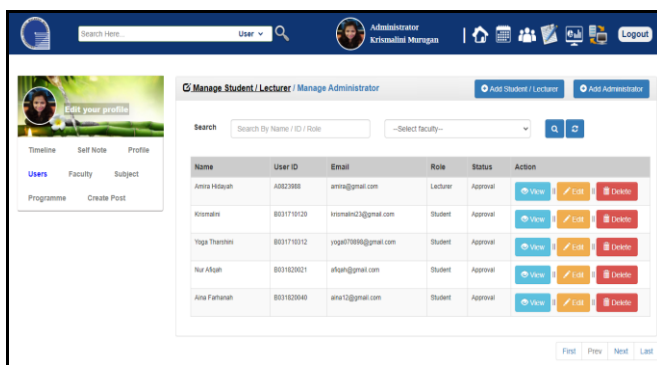 Search Here...
User
Administrator
Krismalini Murugan
Logout
Edit your profile
Timeline Self Note Profile
Users Faculty Subject
Programme Create Post
Manage Student / Lecturer / Manage Administrator
Add Student / Lecturer
Add Administrator
Search
Search By Name / ID / Role
--Select faculty--
Name User ID Email Role Status Action
Amira Hidayah A0823988 amira@gmail.com Lecturer Approval View || Edit || Delete
Krismalini B031710120 krismalini23@gmail.com Student Approval View || Edit || Delete
Yoga Tharshini B031710312 yoga070898@gmail.com Student Approval View || Edit || Delete
Nur Afiqah B031820021 afiqah@gmail.com Student Approval View || Edit || Delete
Aina Farhanah B031820040 aina12@gmail.com Student Approval View || Edit || Delete
First Prev Next Last